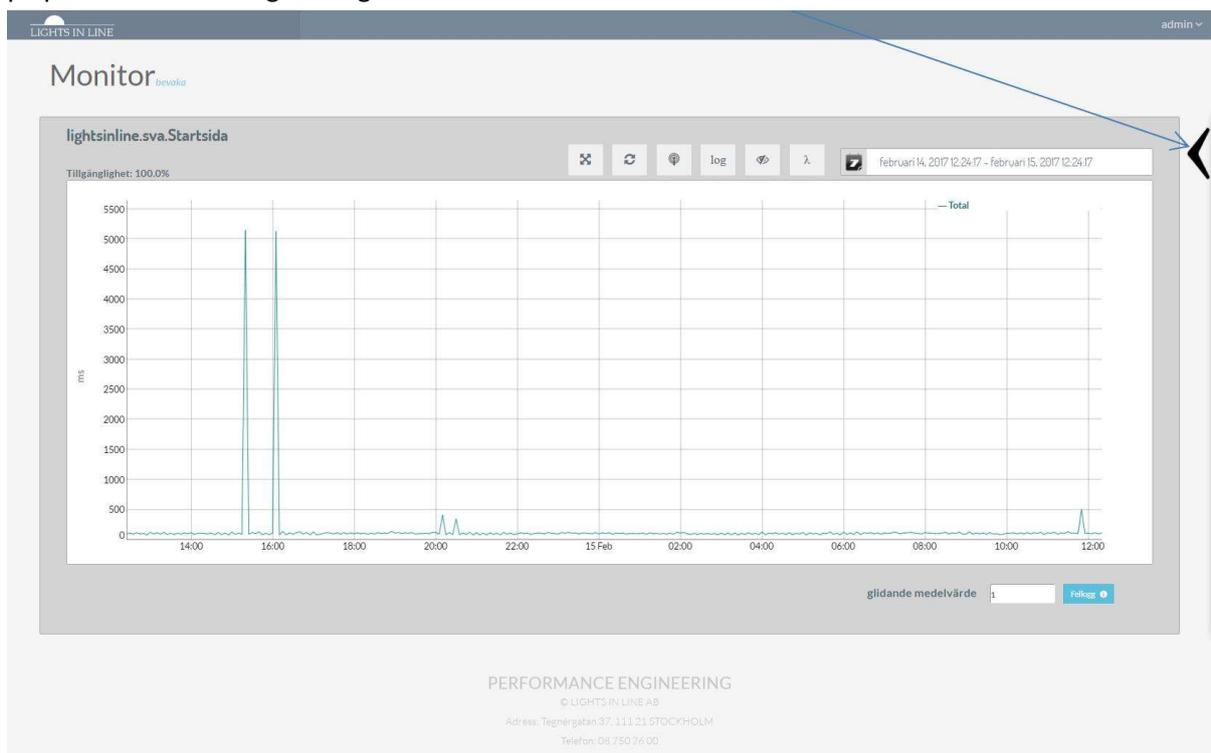 LIGHTS IN LINE
admin
Monitor bevaka
lightsinline.sva.Startsida
Tillgänglighet: 100.0%
log
λ
februari 14, 2017 12:24:17 - februari 15, 2017 12:24:17
Total
5500
5000
4500
4000
3500
3000
2500
2000
1500
1000
500
0
ms
14:00 16:00 18:00 20:00 22:00 15 Feb 02:00 04:00 06:00 08:00 10:00 12:00
glidande medelvärde 1 Fellogg
PERFORMANCE ENGINEERING
© LIGHTS IN LINE AB
Adress: Tegnérgatan 37, 111 21 STOCKHOLM
Telefon: 08 750 76 00